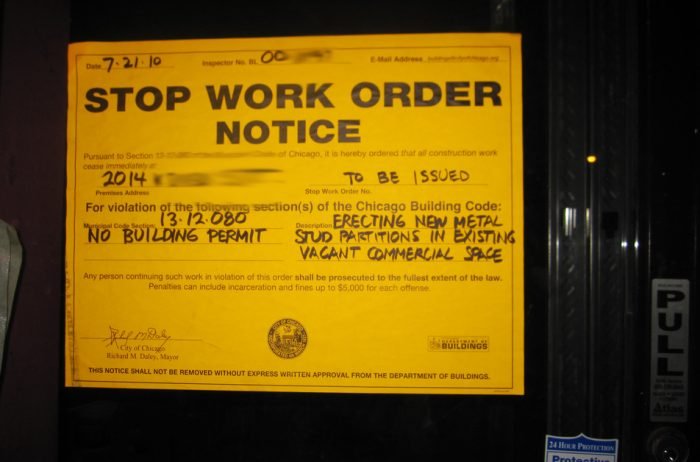 Date 7·21·10 Inspector No. BL 00 E-Mail Address
STOP WORK ORDER
NOTICE
Pursuant to Section of Chicago, it is hereby ordered that all construction work
cease immediately at
2014 TO BE ISSUED
Premises Address Stop Work Order No.
For violation of the following section(s) of the Chicago Building Code:
Municipal Code Section 13·12·080 Description ERECTING NEW METAL
NO BUILDING PERMIT STUD PARTITIONS IN EXISTING
VACANT COMMERCIAL SPACE
Any person continuing such work in violation of this order shall be prosecuted to the fullest extent of the law.
Penalties can include incarceration and fines up to $5,000 for each offense.
City of Chicago
Richard M. Daley, Mayor
DEPARTMENT OF
BUILDINGS
THIS NOTICE SHALL NOT BE REMOVED WITHOUT EXPRESS WRITTEN APPROVAL FROM THE DEPARTMENT OF BUILDINGS.
PULL
Atlas
24 HOUR PROTECTION
Protective